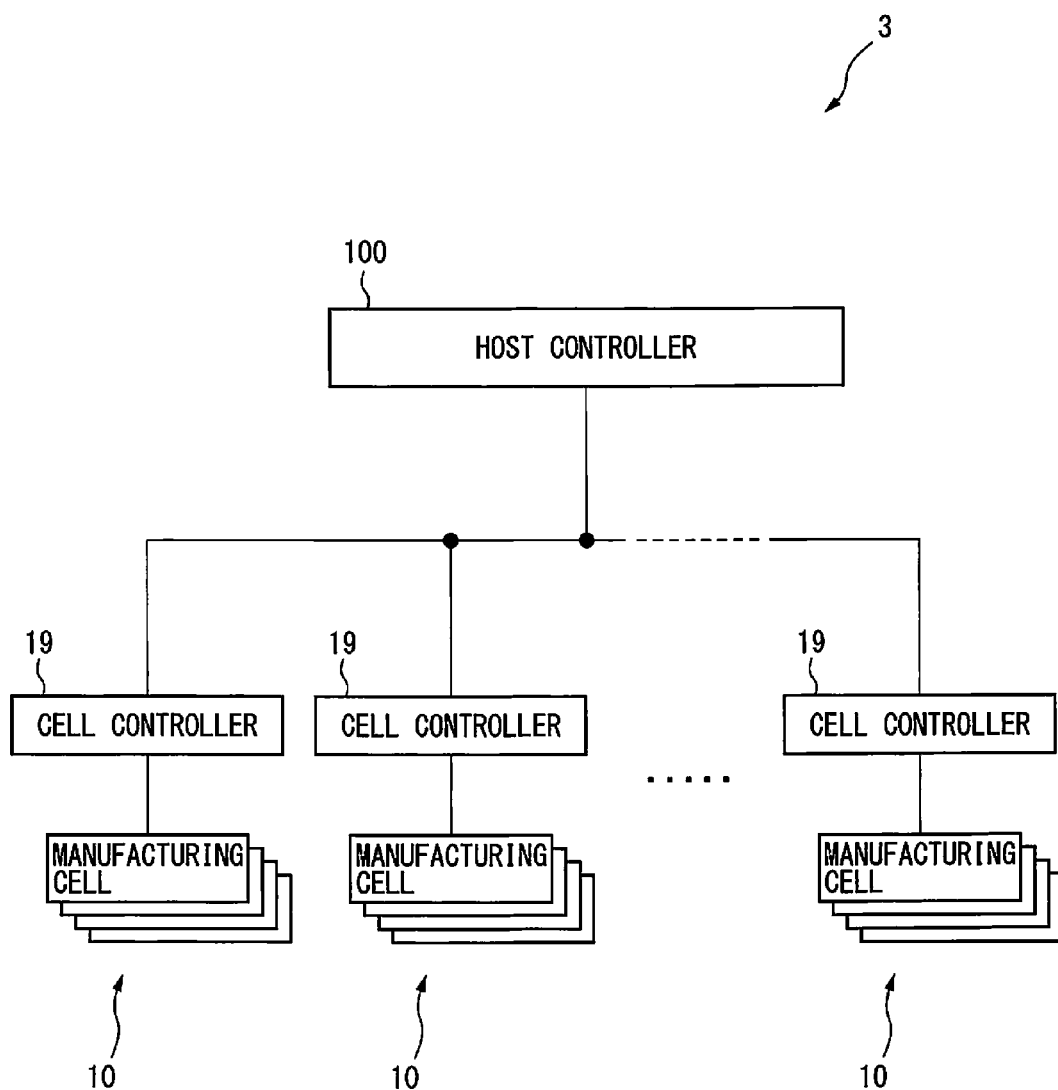 3
100
HOST CONTROLLER
19
19
19
CELL CONTROLLER
CELL CONTROLLER
CELL CONTROLLER
.....
MANUFACTURING
CELL
MANUFACTURING
CELL
MANUFACTURING
CELL
10
10
10